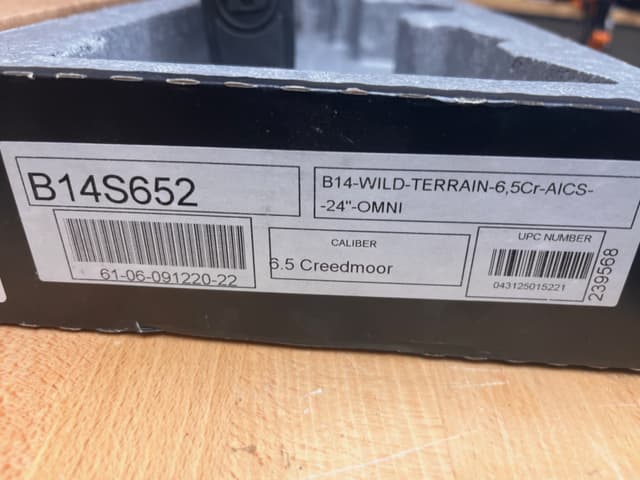 B14S652
B14-WILD-TERRAIN-6,5Cr-AICS-
-24"-OMNI
61-06-091220-22
CALIBER
6.5 Creedmoor
UPC NUMBER
043125015221
239568